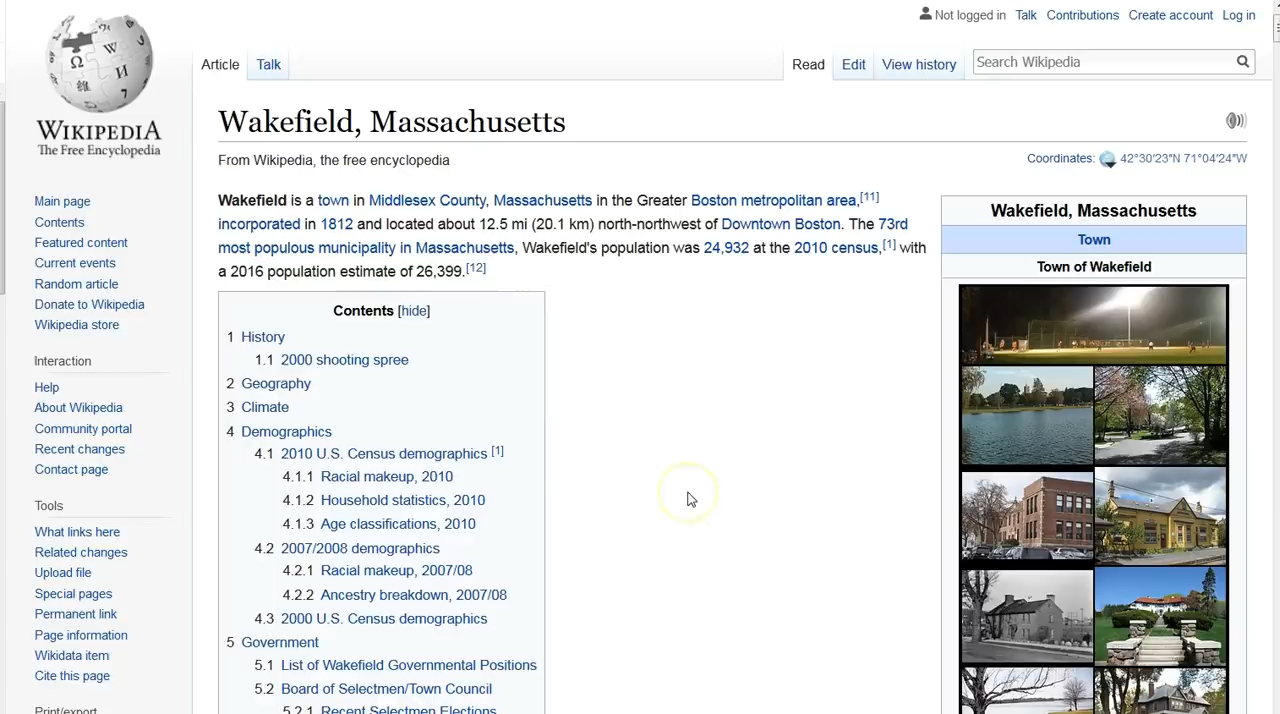 Not logged in Talk Contributions Create account Log in
WIKIPEDIA
The Free Encyclopedia
Article Talk
Read Edit View history
Search Wikipedia
Wakefield, Massachusetts
From Wikipedia, the free encyclopedia
Coordinates: 42°30′23″N 71°04′24″W
Wakefield is a town in Middlesex County, Massachusetts in the Greater Boston metropolitan area,[11]
incorporated in 1812 and located about 12.5 mi (20.1 km) north-northwest of Downtown Boston. The 73rd
most populous municipality in Massachusetts, Wakefield's population was 24,932 at the 2010 census,[1] with
a 2016 population estimate of 26,399.[12]
Main page
Contents
Featured content
Current events
Random article
Donate to Wikipedia
Wikipedia store
Interaction
Help
About Wikipedia
Community portal
Recent changes
Contact page
Tools
What links here
Related changes
Upload file
Special pages
Permanent link
Page information
Wikidata item
Cite this page
Print/export
Contents [hide]
1 History
1.1 2000 shooting spree
2 Geography
3 Climate
4 Demographics
4.1 2010 U.S. Census demographics [1]
4.1.1 Racial makeup, 2010
4.1.2 Household statistics, 2010
4.1.3 Age classifications, 2010
4.2 2007/2008 demographics
4.2.1 Racial makeup, 2007/08
4.2.2 Ancestry breakdown, 2007/08
4.3 2000 U.S. Census demographics
5 Government
5.1 List of Wakefield Governmental Positions
5.2 Board of Selectmen/Town Council
5.2.1 Recent Selectmen Elections
Wakefield, Massachusetts
Town
Town of Wakefield